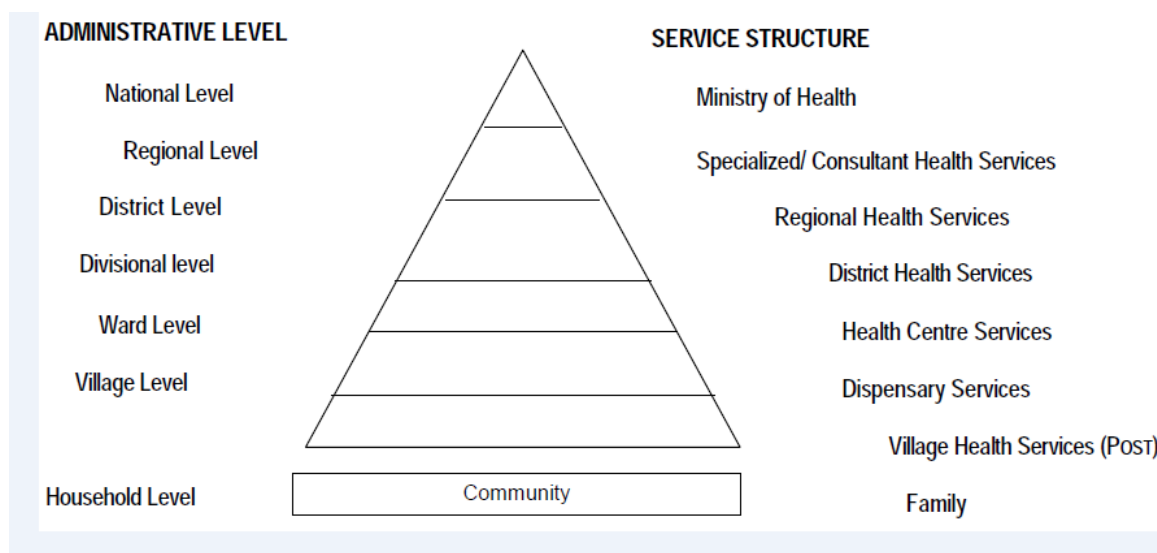 ADMINISTRATIVE LEVEL
SERVICE STRUCTURE
National Level
Ministry of Health
Regional Level
Specialized/ Consultant Health Services
District Level
Regional Health Services
Divisional level
District Health Services
Ward Level
Health Centre Services
Village Level
Dispensary Services
Village Health Services (POST)
Household Level
Community
Family